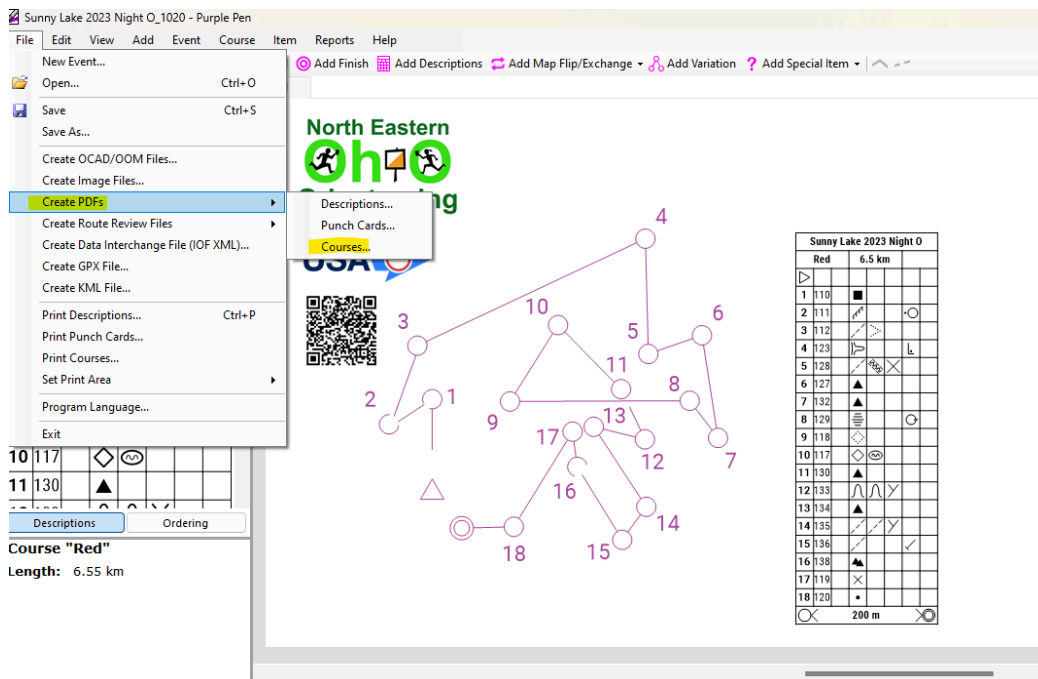 Sunny Lake 2023 Night O_1020 - Purple Pen
File Edit View Add Event Course Item Reports Help
Add Finish Add Descriptions Add Map Flip/Exchange Add Variation ? Add Special Item
New Event...
Open... Ctrl+O
Save Ctrl+S
Save As...
Create OCAD/OOM Files...
Create Image Files...
Create PDFs
Create Route Review Files
Create Data Interchange File (IOF XML)...
Create GPX File...
Create KML File...
Print Descriptions... Ctrl+P
Print Punch Cards...
Print Courses...
Set Print Area
Program Language...
Exit
Descriptions...
Punch Cards...
Courses...
10 117
11 130
Descriptions Ordering
Course "Red"
Length: 6.55 km
North Eastern
OhiO
USA
4
10
6
3
5
11
8
2
1
9
13
17
12
7
16
14
15
18
Sunny Lake 2023 Night O
Red 6.5 km
1 110
2 111
3 112
4 123
5 128
6 127
7 132
8 129
9 118
10 117
11 130
12 133
13 134
14 135
15 136
16 138
17 119
18 120
200 m